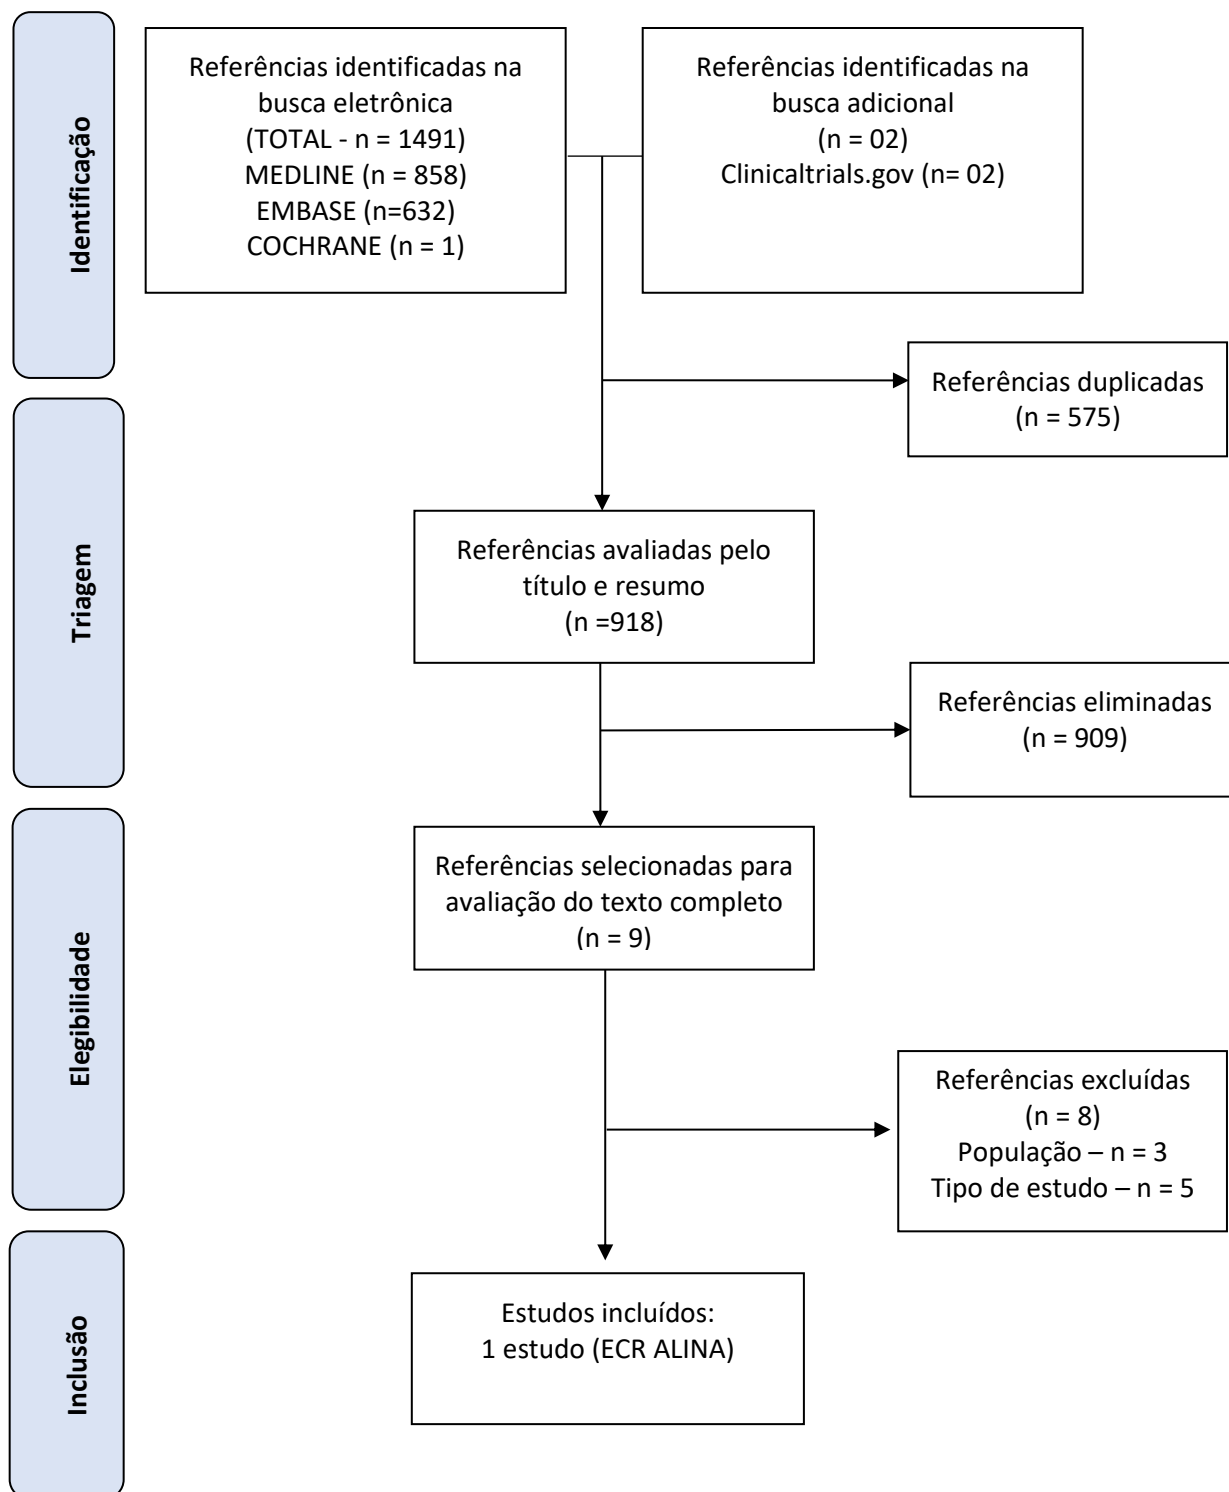 Identificação
Referências identificadas na
busca eletrônica
(TOTAL - n = 1491)
MEDLINE (n = 858)
EMBASE (n=632)
COCHRANE (n = 1)
Referências identificadas na
busca adicional
(n = 02)
Clinicaltrials.gov (n= 02)
Referências duplicadas
(n = 575)
Triagem
Referências avaliadas pelo
título e resumo
(n =918)
Referências eliminadas
(n = 909)
Elegibilidade
Referências selecionadas para
avaliação do texto completo
(n = 9)
Referências excluídas
(n = 8)
População – n = 3
Tipo de estudo – n = 5
Inclusão
Estudos incluídos:
1 estudo (ECR ALINA)